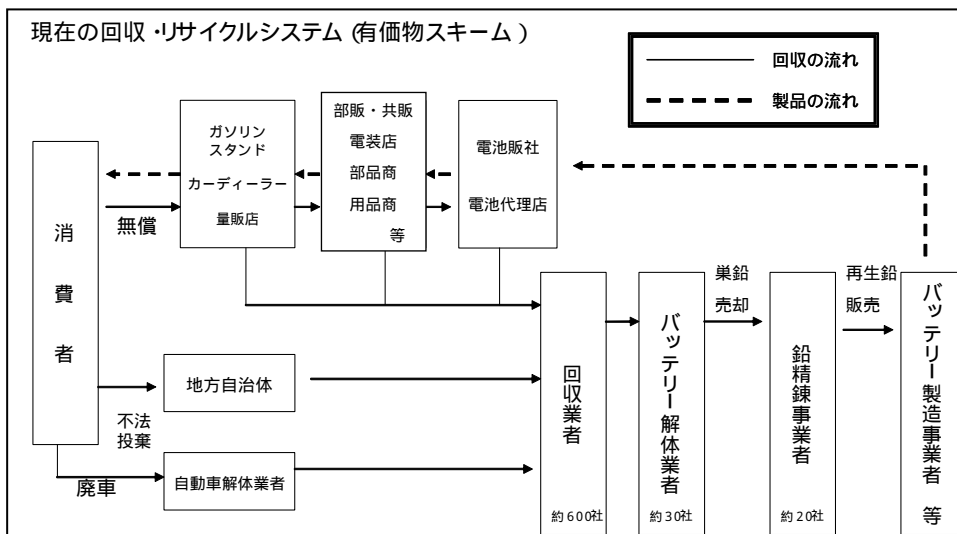 現在の回収・リサイクルシステム (有価物スキーム)
回収の流れ
製品の流れ
消費者
無償
ガソリン
スタンド
カーディーラー
量販店
部販・共販
電装店
部品商
用品商
等
電池販社
電池代理店
不法
投棄
地方自治体
廃車
自動車解体業者
回収業者
約600社
バッテリー解体業者
約30社
巣鉛
売却
鉛精錬事業者
約20社
再生鉛
販売
バッテリー製造事業者 等